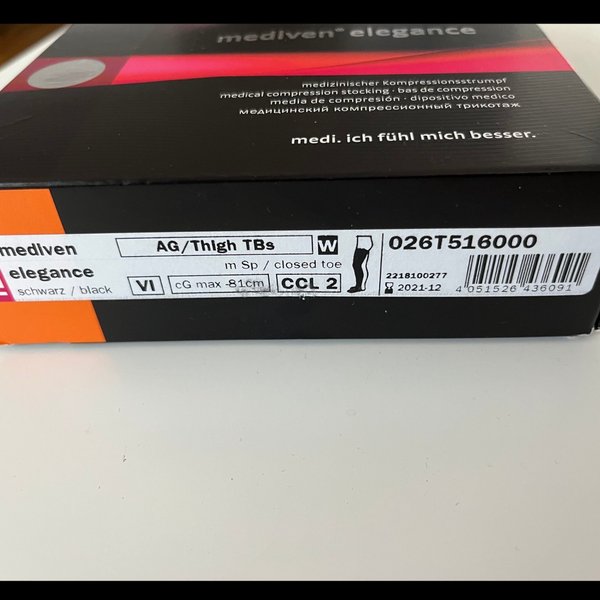 mediven® elegance
medizinischer Kompressionsstrumpf
medical compression stocking · bas de compression
media de compresión · dipositivo medico
медицинский компрессионный трикотаж
medi. ich fühl mich besser.
mediven
elegance
schwarz / black
AG/Thigh TBs W
m Sp / closed toe
VI cG max -81cm CCL 2
026T516000
2218100277
2021-12
4 051526 436091